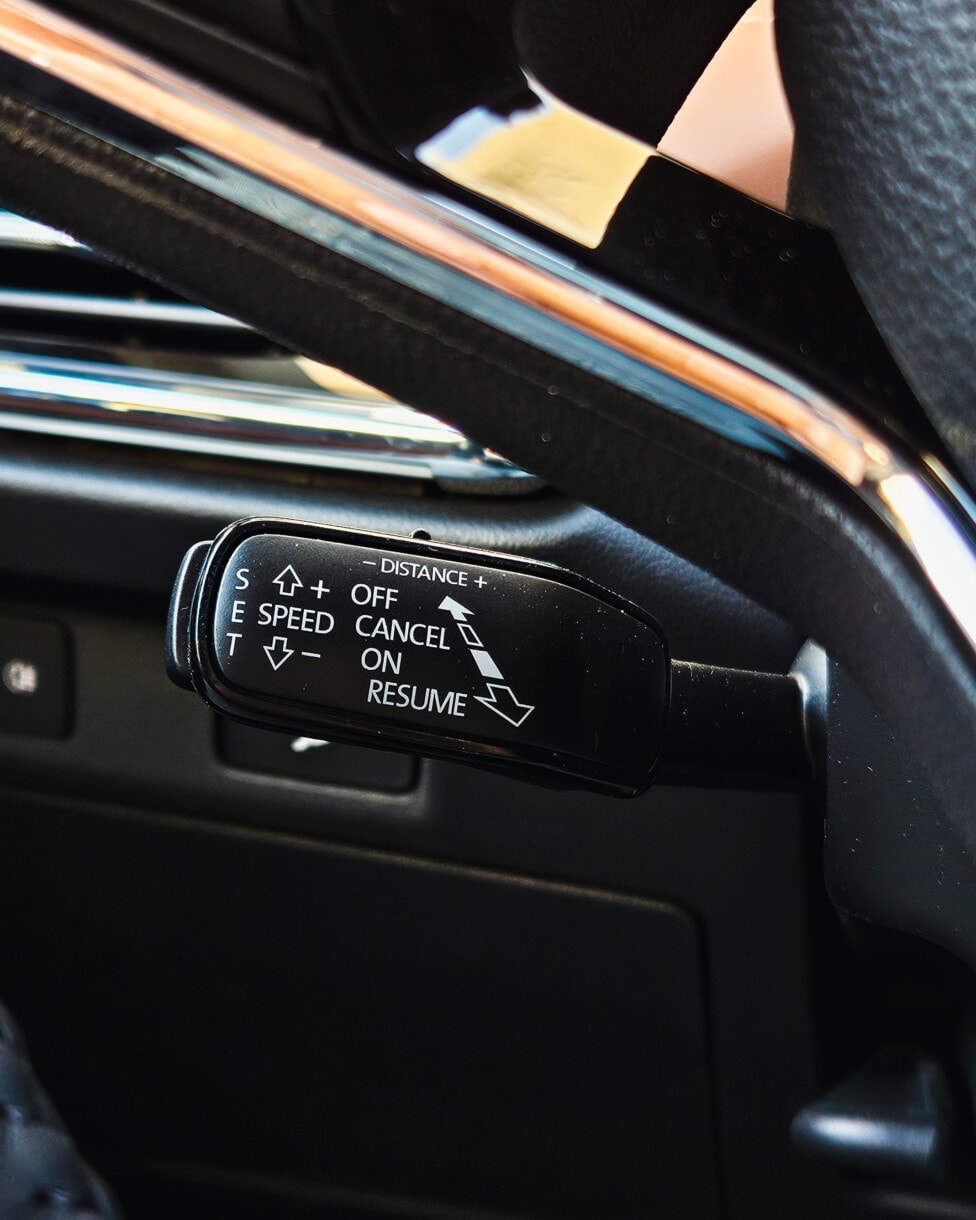 - DISTANCE +
S
E
T
+
SPEED
-
OFF
CANCEL
ON
RESUME